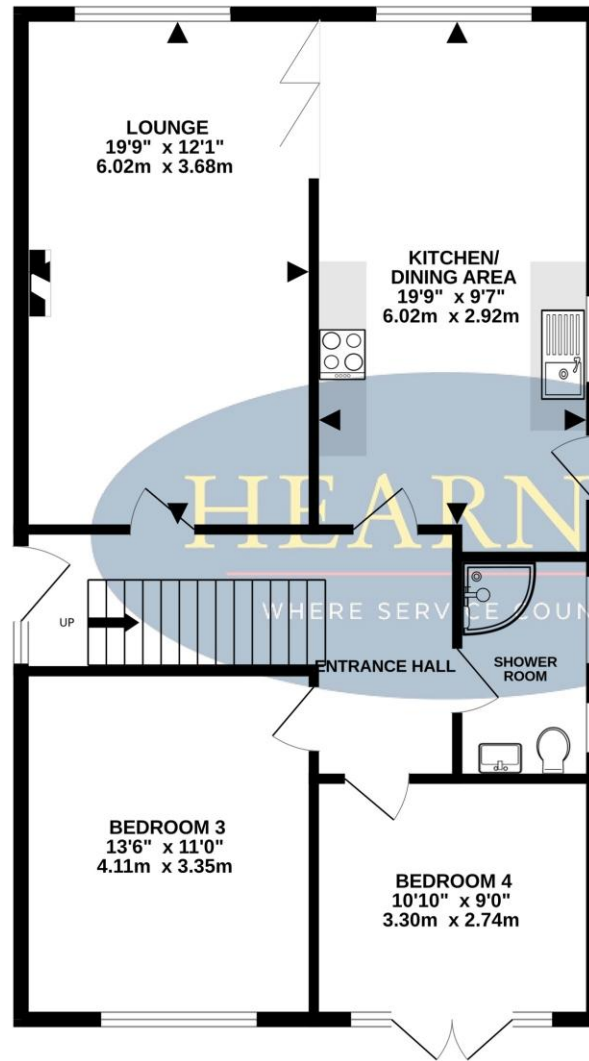 LOUNGE
19'9" x 12'1"
6.02m x 3.68m
KITCHEN/
DINING AREA
19'9" x 9'7"
6.02m x 2.92m
HEARN
WHERE SERVICE COUN
UP
ENTRANCE HALL
SHOWER
ROOM
BEDROOM 3
13'6" x 11'0"
4.11m x 3.35m
BEDROOM 4
10'10" x 9'0"
3.30m x 2.74m